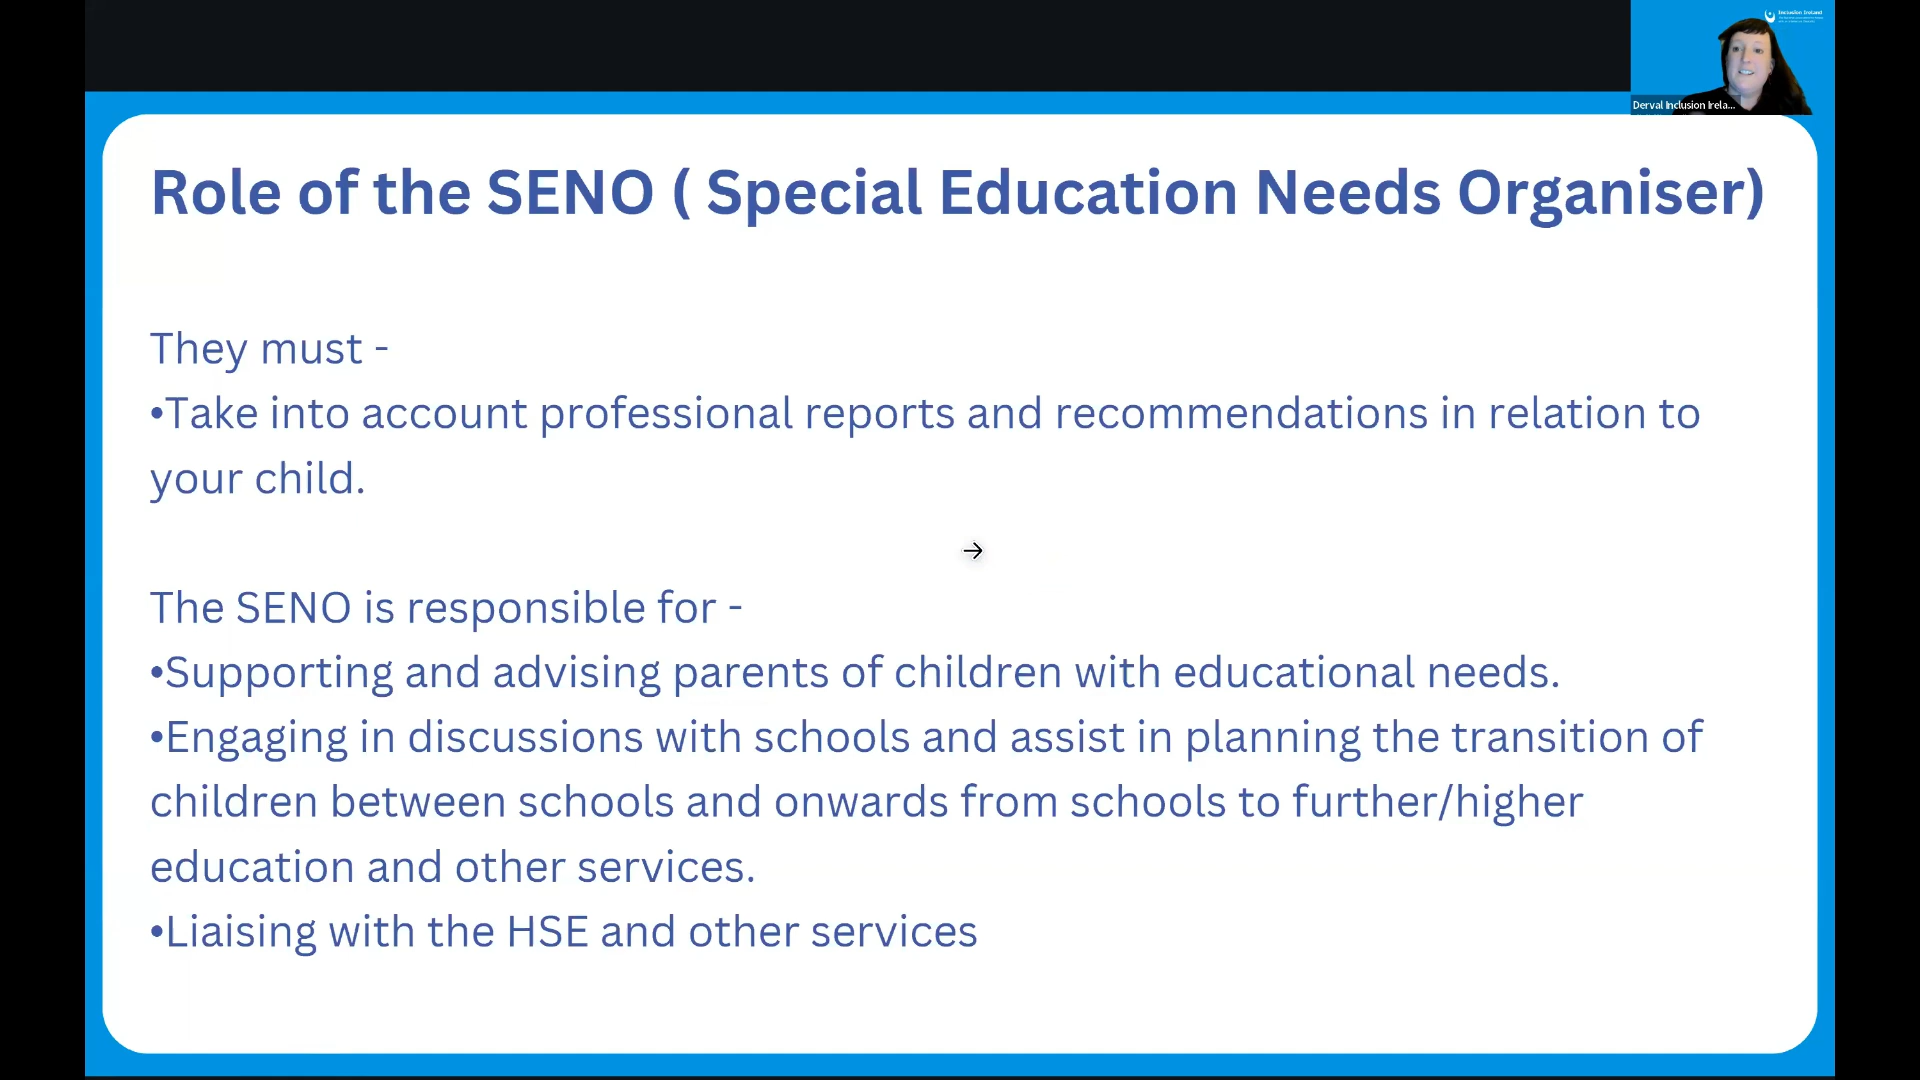 Inclusion Ireland
Derval Inclusion Irela...
Role of the SENO ( Special Education Needs Organiser)
They must -
•Take into account professional reports and recommendations in relation to
your child.
The SENO is responsible for -
•Supporting and advising parents of children with educational needs.
•Engaging in discussions with schools and assist in planning the transition of
children between schools and onwards from schools to further/higher
education and other services.
•Liaising with the HSE and other services